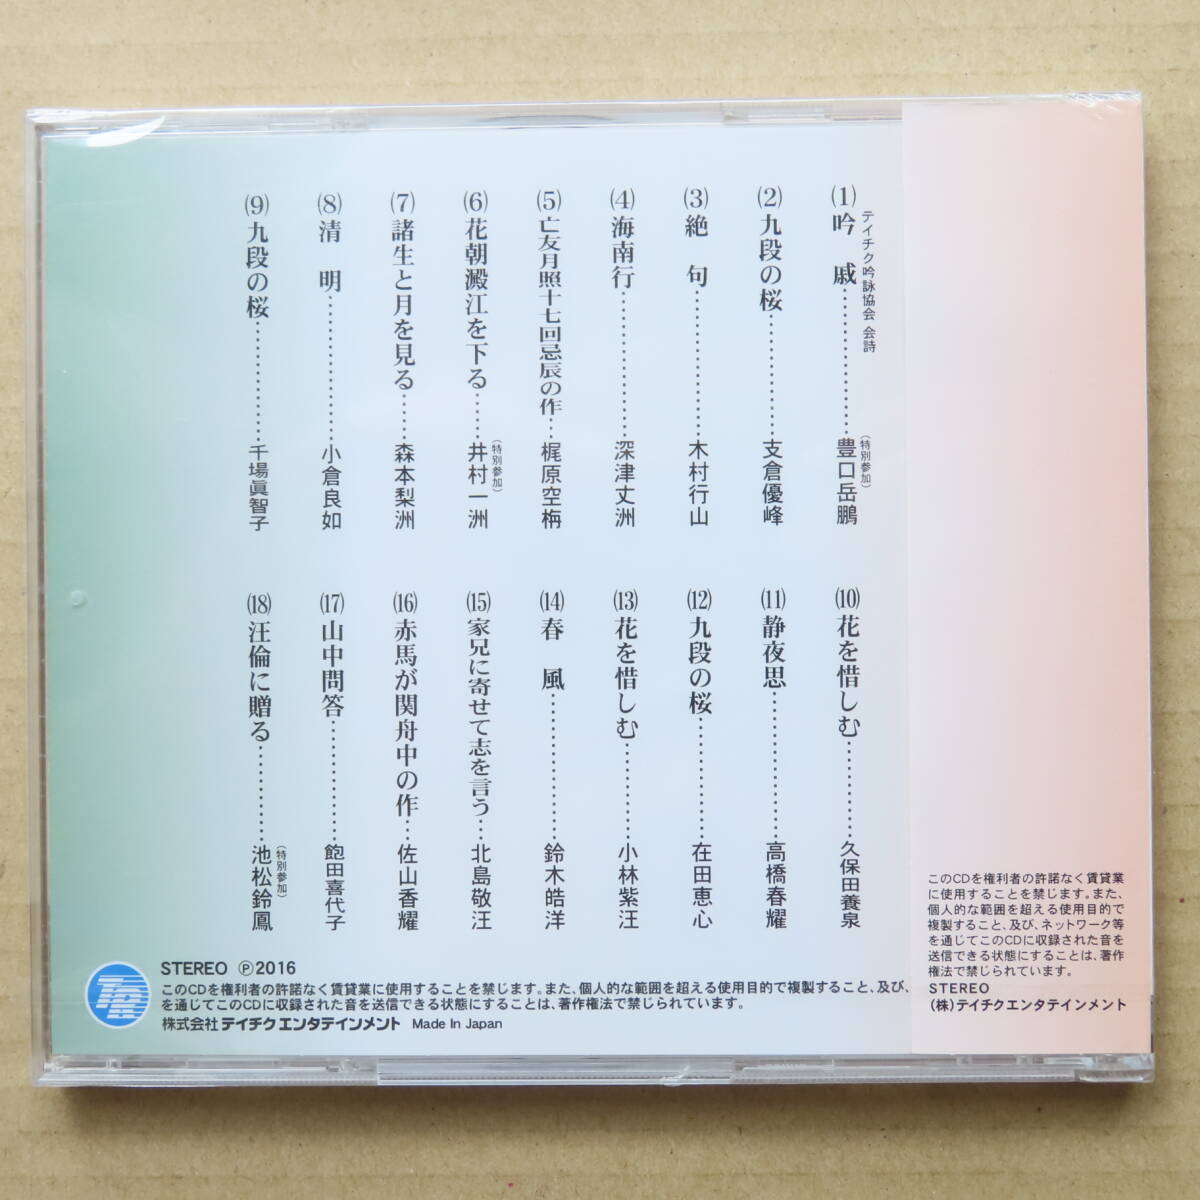 (1) 吟 戚 テイチク吟詠協会 会詩 (特別参加) 豊口岳鵬
(2) 九段の桜 支倉優峰
(3) 絶 句 木村行山
(4) 海南行 深津丈洲
(5) 亡友月照十七回忌辰の作 梶原空梅
(6) 花朝澱江を下る (特別参加) 井村一洲
(7) 諸生と月を見る 森本梨洲
(8) 清 明 小倉良如
(9) 九段の桜 千場眞智子
(10) 花を惜しむ 久保田養泉
(11) 静夜思 高橋春耀
(12) 九段の桜 在田恵心
(13) 花を惜しむ 小林紫汪
(14) 春 風 鈴木皓洋
(15) 家兄に寄せて志を言う 北島敬汪
(16) 赤馬が関舟中の作 佐山香耀
(17) 山中問答 飽田喜代子
(18) 汪倫に贈る (特別参加) 池松鈴鳳
STEREO Ⓟ2016
このCDを権利者の許諾なく賃貸業に使用することを禁じます。また、個人的な範囲を超える使用目的で複製すること、及び、
を通じてこのCDに収録された音を送信できる状態にすることは、著作権法で禁じられています。
株式会社テイチクエンタテインメント Made In Japan
このCDを権利者の許諾なく賃貸業
に使用することを禁じます。また、
個人的な範囲を超える使用目的で
複製すること、及び、ネットワーク等
を通じてこのCDに収録された音を
送信できる状態にすることは、著作
権法で禁じられています。
STEREO
(株)テイチクエンタテインメント